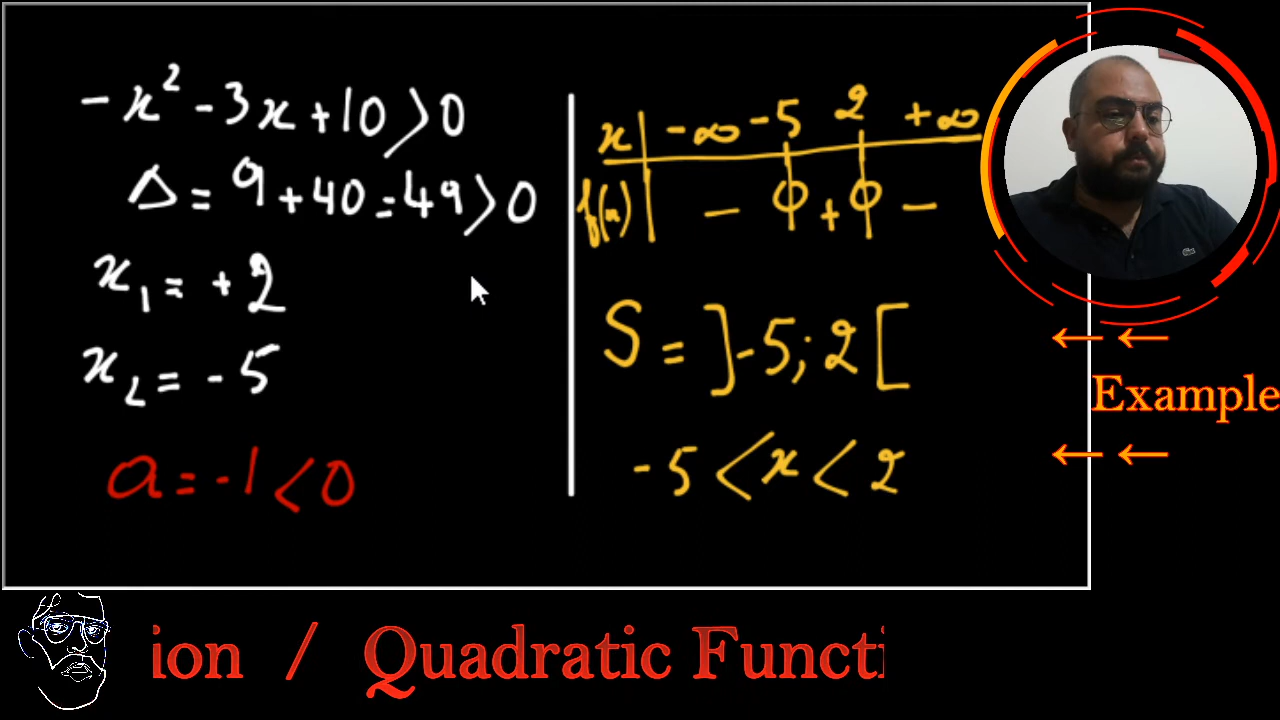 -x² - 3x + 10 > 0
Δ = 9 + 40 = 49 > 0
x₁ = + 2
x₂ = - 5
a = -1 < 0
x | -∞ -5 2 +∞
f(x) | - 0 + 0 -
S = ]-5; 2[
-5 < x < 2
←←
Example
←←
ion / Quadratic Functi